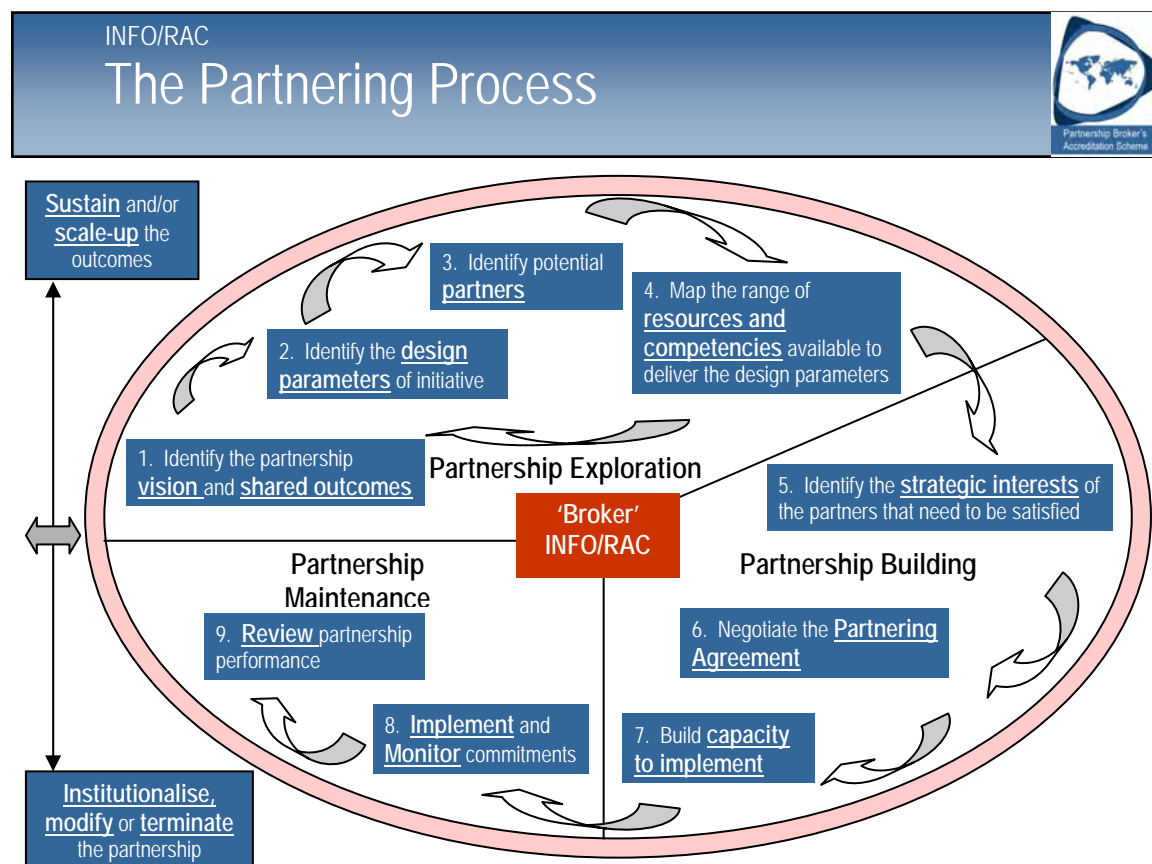 INFO/RAC
The Partnering Process
Partnership Broker's
Accreditation Scheme
Sustain and/or
scale-up the
outcomes
3. Identify potential
partners
4. Map the range of
resources and
competencies available to
deliver the design parameters
2. Identify the design
parameters of initiative
1. Identify the partnership
vision and shared outcomes
Partnership Exploration
5. Identify the strategic interests of
the partners that need to be satisfied
'Broker'
INFO/RAC
Partnership
Maintenance
Partnership Building
9. Review partnership
performance
6. Negotiate the Partnering
Agreement
8. Implement and
Monitor commitments
7. Build capacity
to implement
Institutionalise,
modify or terminate
the partnership